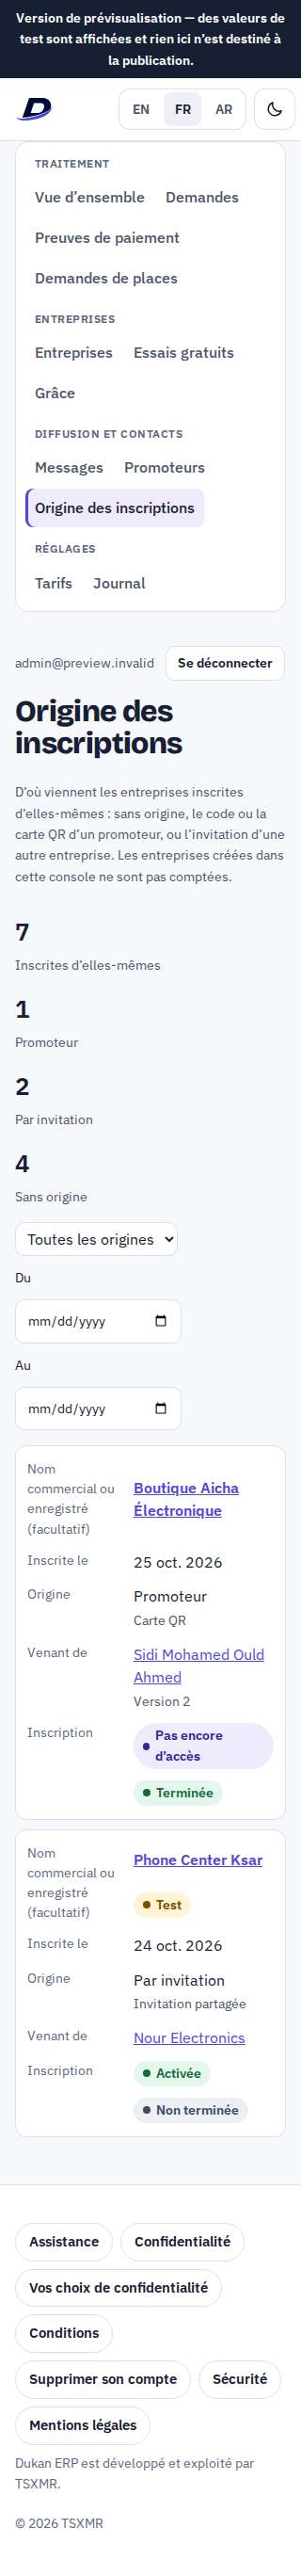 Version de prévisualisation — des valeurs de
test sont affichées et rien ici n’est destiné à
la publication.
EN FR AR
TRAITEMENT
Vue d’ensemble Demandes
Preuves de paiement
Demandes de places
ENTREPRISES
Entreprises Essais gratuits
Grâce
DIFFUSION ET CONTACTS
Messages Promoteurs
Origine des inscriptions
RÉGLAGES
Tarifs Journal
admin@preview.invalid Se déconnecter
Origine des
inscriptions
D’où viennent les entreprises inscrites
d’elles-mêmes : sans origine, le code ou la
carte QR d’un promoteur, ou l’invitation d’une
autre entreprise. Les entreprises créées dans
cette console ne sont pas comptées.
7
Inscrites d’elles-mêmes
1
Promoteur
2
Par invitation
4
Sans origine
Toutes les origines
Du
mm/dd/yyyy
Au
mm/dd/yyyy
Nom
commercial ou
enregistré
(facultatif)
Boutique Aicha
Électronique
Inscrite le 25 oct. 2026
Origine Promoteur
Carte QR
Venant de Sidi Mohamed Ould
Ahmed
Version 2
Inscription Pas encore
d’accès
Terminée
Nom
commercial ou
enregistré
(facultatif)
Phone Center Ksar
Test
Inscrite le 24 oct. 2026
Origine Par invitation
Invitation partagée
Venant de Nour Electronics
Inscription Activée
Non terminée
Assistance Confidentialité
Vos choix de confidentialité
Conditions
Supprimer son compte Sécurité
Mentions légales
Dukan ERP est développé et exploité par
TSXMR.
© 2026 TSXMR